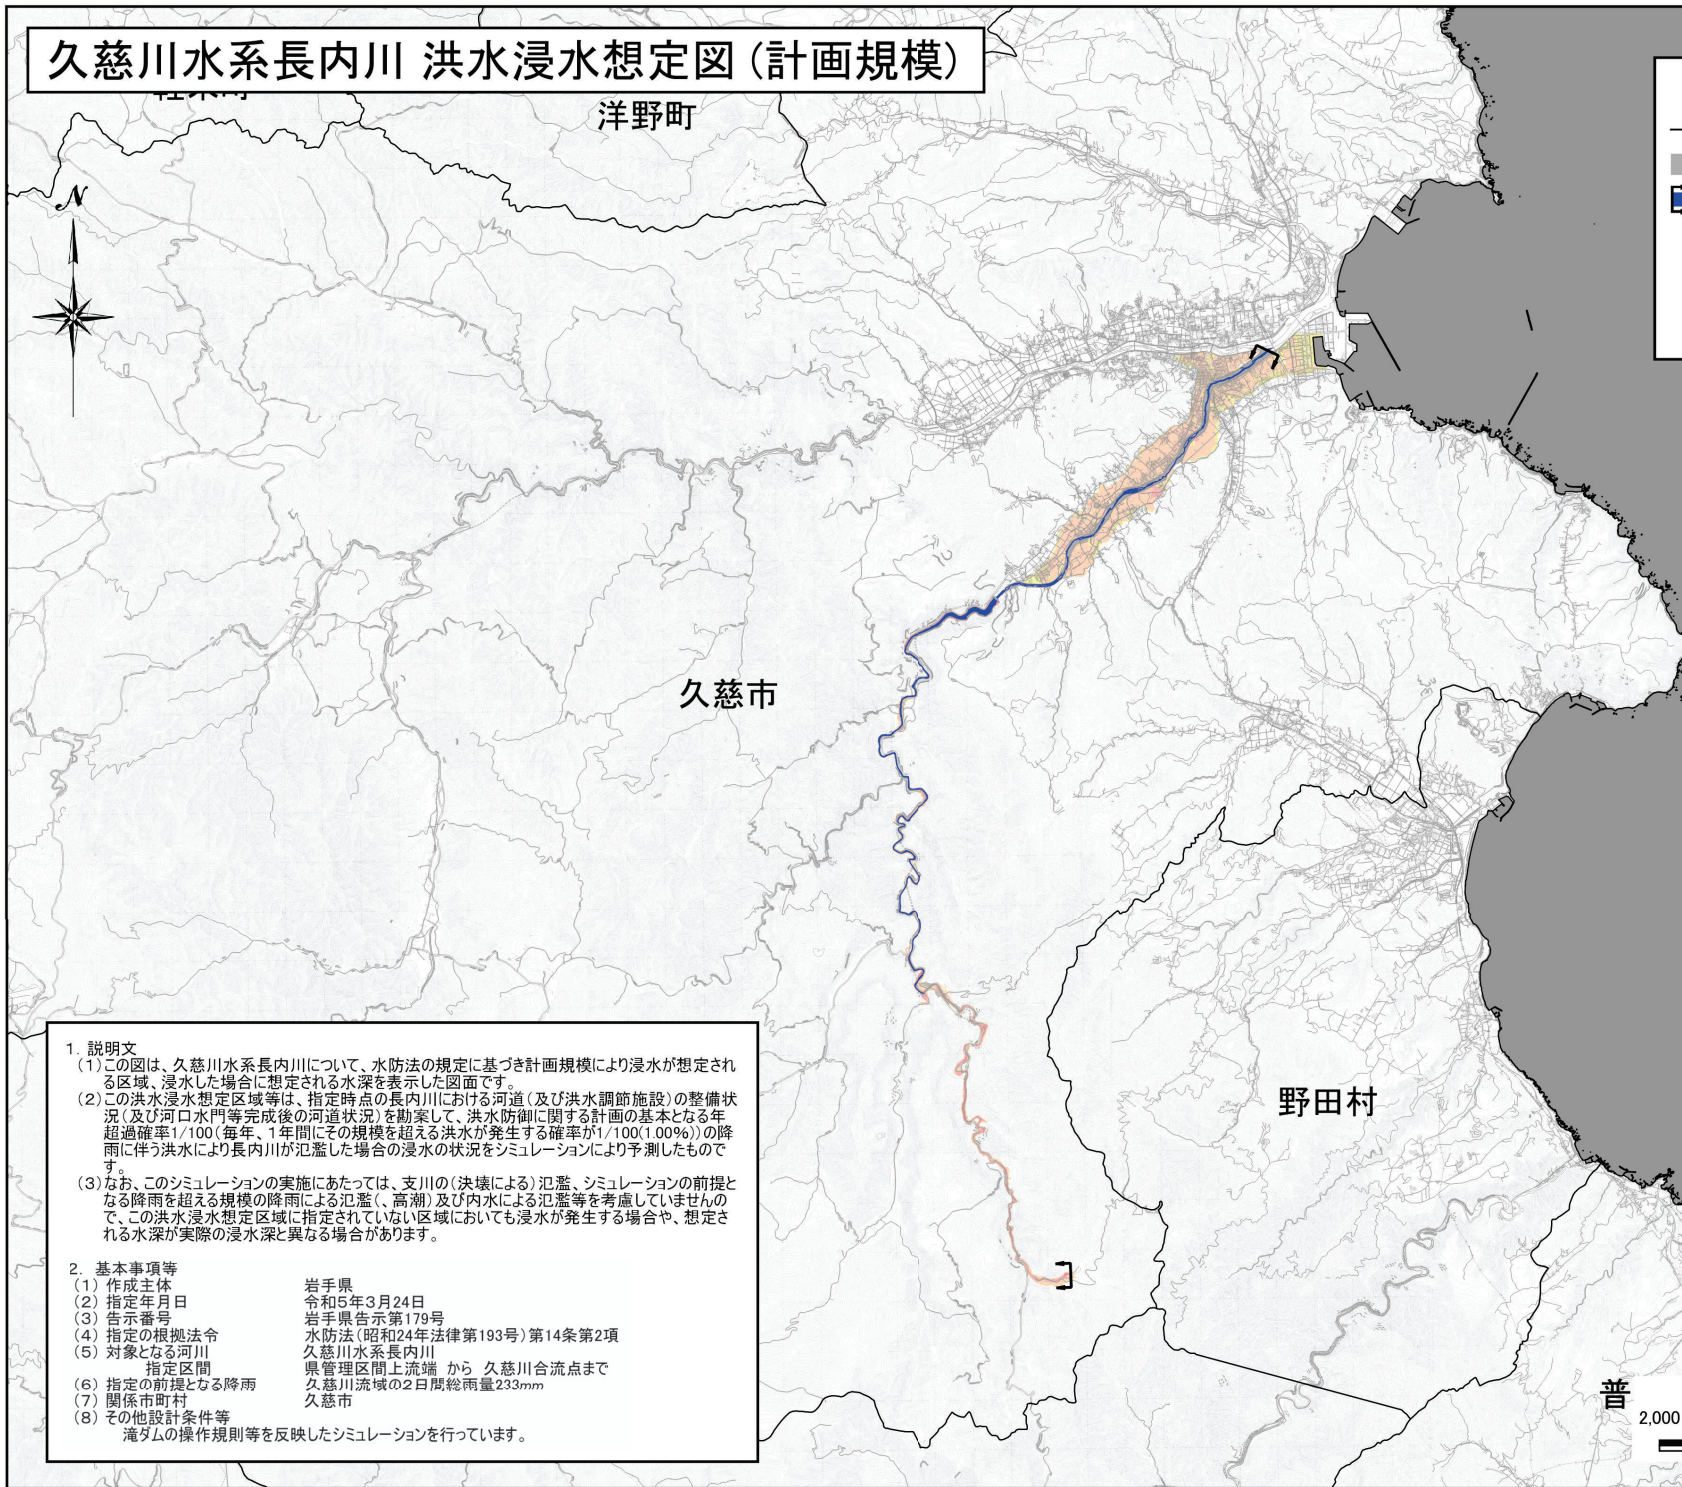 久慈川水系長内川 洪水浸水想定図(計画規模)
洋野町
N
久慈市
野田村
普
2,000
1. 説明文
(1)この図は、久慈川水系長内川について、水防法の規定に基づき計画規模により浸水が想定され
る区域、浸水した場合に想定される水深を表示した図面です。
(2)この洪水浸水想定区域等は、指定時点の長内川における河道(及び洪水調節施設)の整備状
況(及び河口水門等完成後の河道状況)を勘案して、洪水防御に関する計画の基本となる年
超過確率1/100(毎年、1年間にその規模を超える洪水が発生する確率が1/100(1.00%))の降
雨に伴う洪水により長内川が氾濫した場合の浸水の状況をシミュレーションにより予測したもので
す。
(3)なお、このシミュレーションの実施にあたっては、支川の(決壊による)氾濫、シミュレーションの前提と
なる降雨を超える規模の降雨による氾濫(、高潮)及び内水による氾濫等を考慮していませんの
で、この洪水浸水想定区域に指定されていない区域においても浸水が発生する場合や、想定さ
れる水深が実際の浸水深と異なる場合があります。
2. 基本事項等
(1) 作成主体 岩手県
(2) 指定年月日 令和5年3月24日
(3) 告示番号 岩手県告示第179号
(4) 指定の根拠法令 水防法(昭和24年法律第193号)第14条第2項
(5) 対象となる河川 久慈川水系長内川
指定区間 県管理区間上流端 から 久慈川合流点まで
(6) 指定の前提となる降雨 久慈川流域の2日間総雨量233mm
(7) 関係市町村 久慈市
(8) その他設計条件等
滝ダムの操作規則等を反映したシミュレーションを行っています。